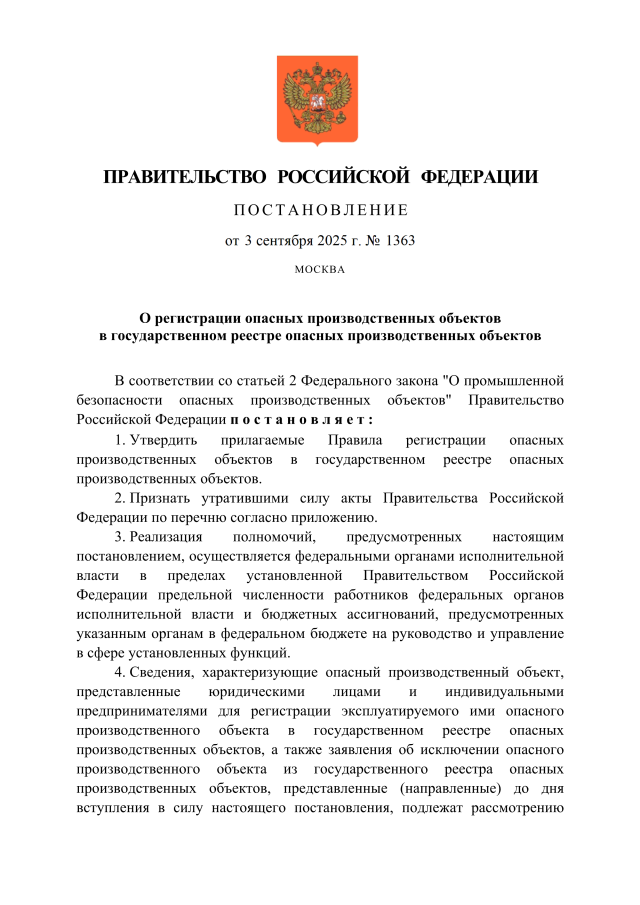 ПРАВИТЕЛЬСТВО РОССИЙСКОЙ ФЕДЕРАЦИИ
ПОСТАНОВЛЕНИЕ
от 3 сентября 2025 г. № 1363
МОСКВА
О регистрации опасных производственных объектов
в государственном реестре опасных производственных объектов
В соответствии со статьей 2 Федерального закона "О промышленной
безопасности опасных производственных объектов" Правительство
Российской Федерации п о с т а н о в л я е т :
1. Утвердить прилагаемые Правила регистрации опасных
производственных объектов в государственном реестре опасных
производственных объектов.
2. Признать утратившими силу акты Правительства Российской
Федерации по перечню согласно приложению.
3. Реализация полномочий, предусмотренных настоящим
постановлением, осуществляется федеральными органами исполнительной
власти в пределах установленной Правительством Российской
Федерации предельной численности работников федеральных органов
исполнительной власти и бюджетных ассигнований, предусмотренных
указанным органам в федеральном бюджете на руководство и управление
в сфере установленных функций.
4. Сведения, характеризующие опасный производственный объект,
представленные юридическими лицами и индивидуальными
предпринимателями для регистрации эксплуатируемого ими опасного
производственного объекта в государственном реестре опасных
производственных объектов, а также заявления об исключении опасного
производственного объекта из государственного реестра опасных
производственных объектов, представленные (направленные) до дня
вступления в силу настоящего постановления, подлежат рассмотрению